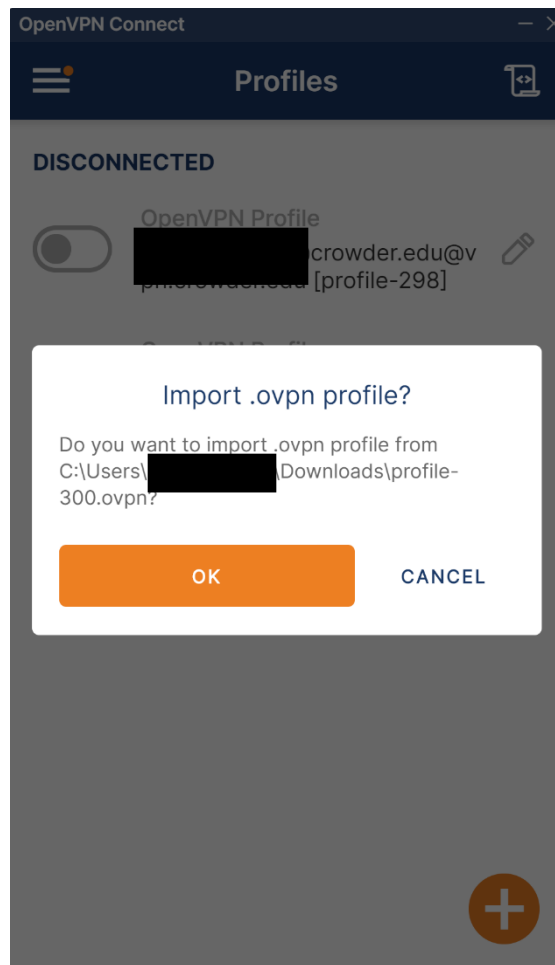 OpenVPN Connect
Profiles
DISCONNECTED
OpenVPN Profile
crowder.edu@v
[profile-298]
Import .ovpn profile?
Do you want to import .ovpn profile from
C:\Users\ \Downloads\profile-
300.ovpn?
OK
CANCEL